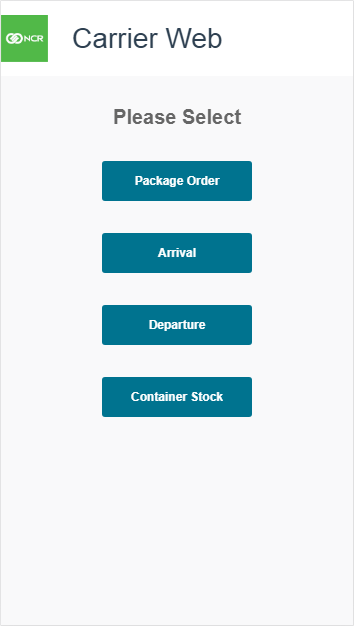 NCR
Carrier Web
Please Select
Package Order
Arrival
Departure
Container Stock